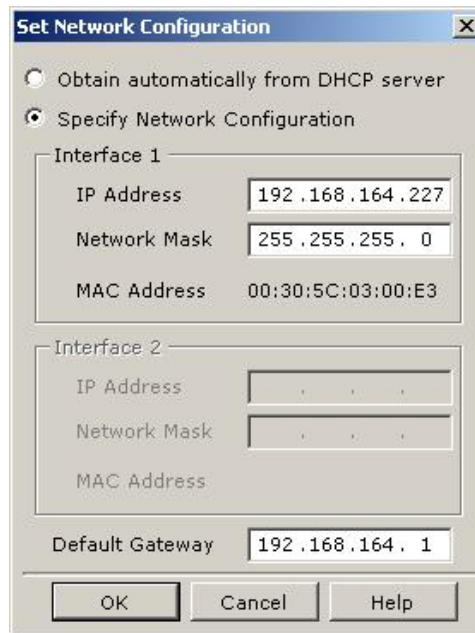 Set Network Configuration
Obtain automatically from DHCP server
Specify Network Configuration
Interface 1
IP Address 192.168.164.227
Network Mask 255.255.255. 0
MAC Address 00:30:5C:03:00:E3
Interface 2
IP Address . . .
Network Mask . . .
MAC Address
Default Gateway 192.168.164. 1
OK Cancel Help